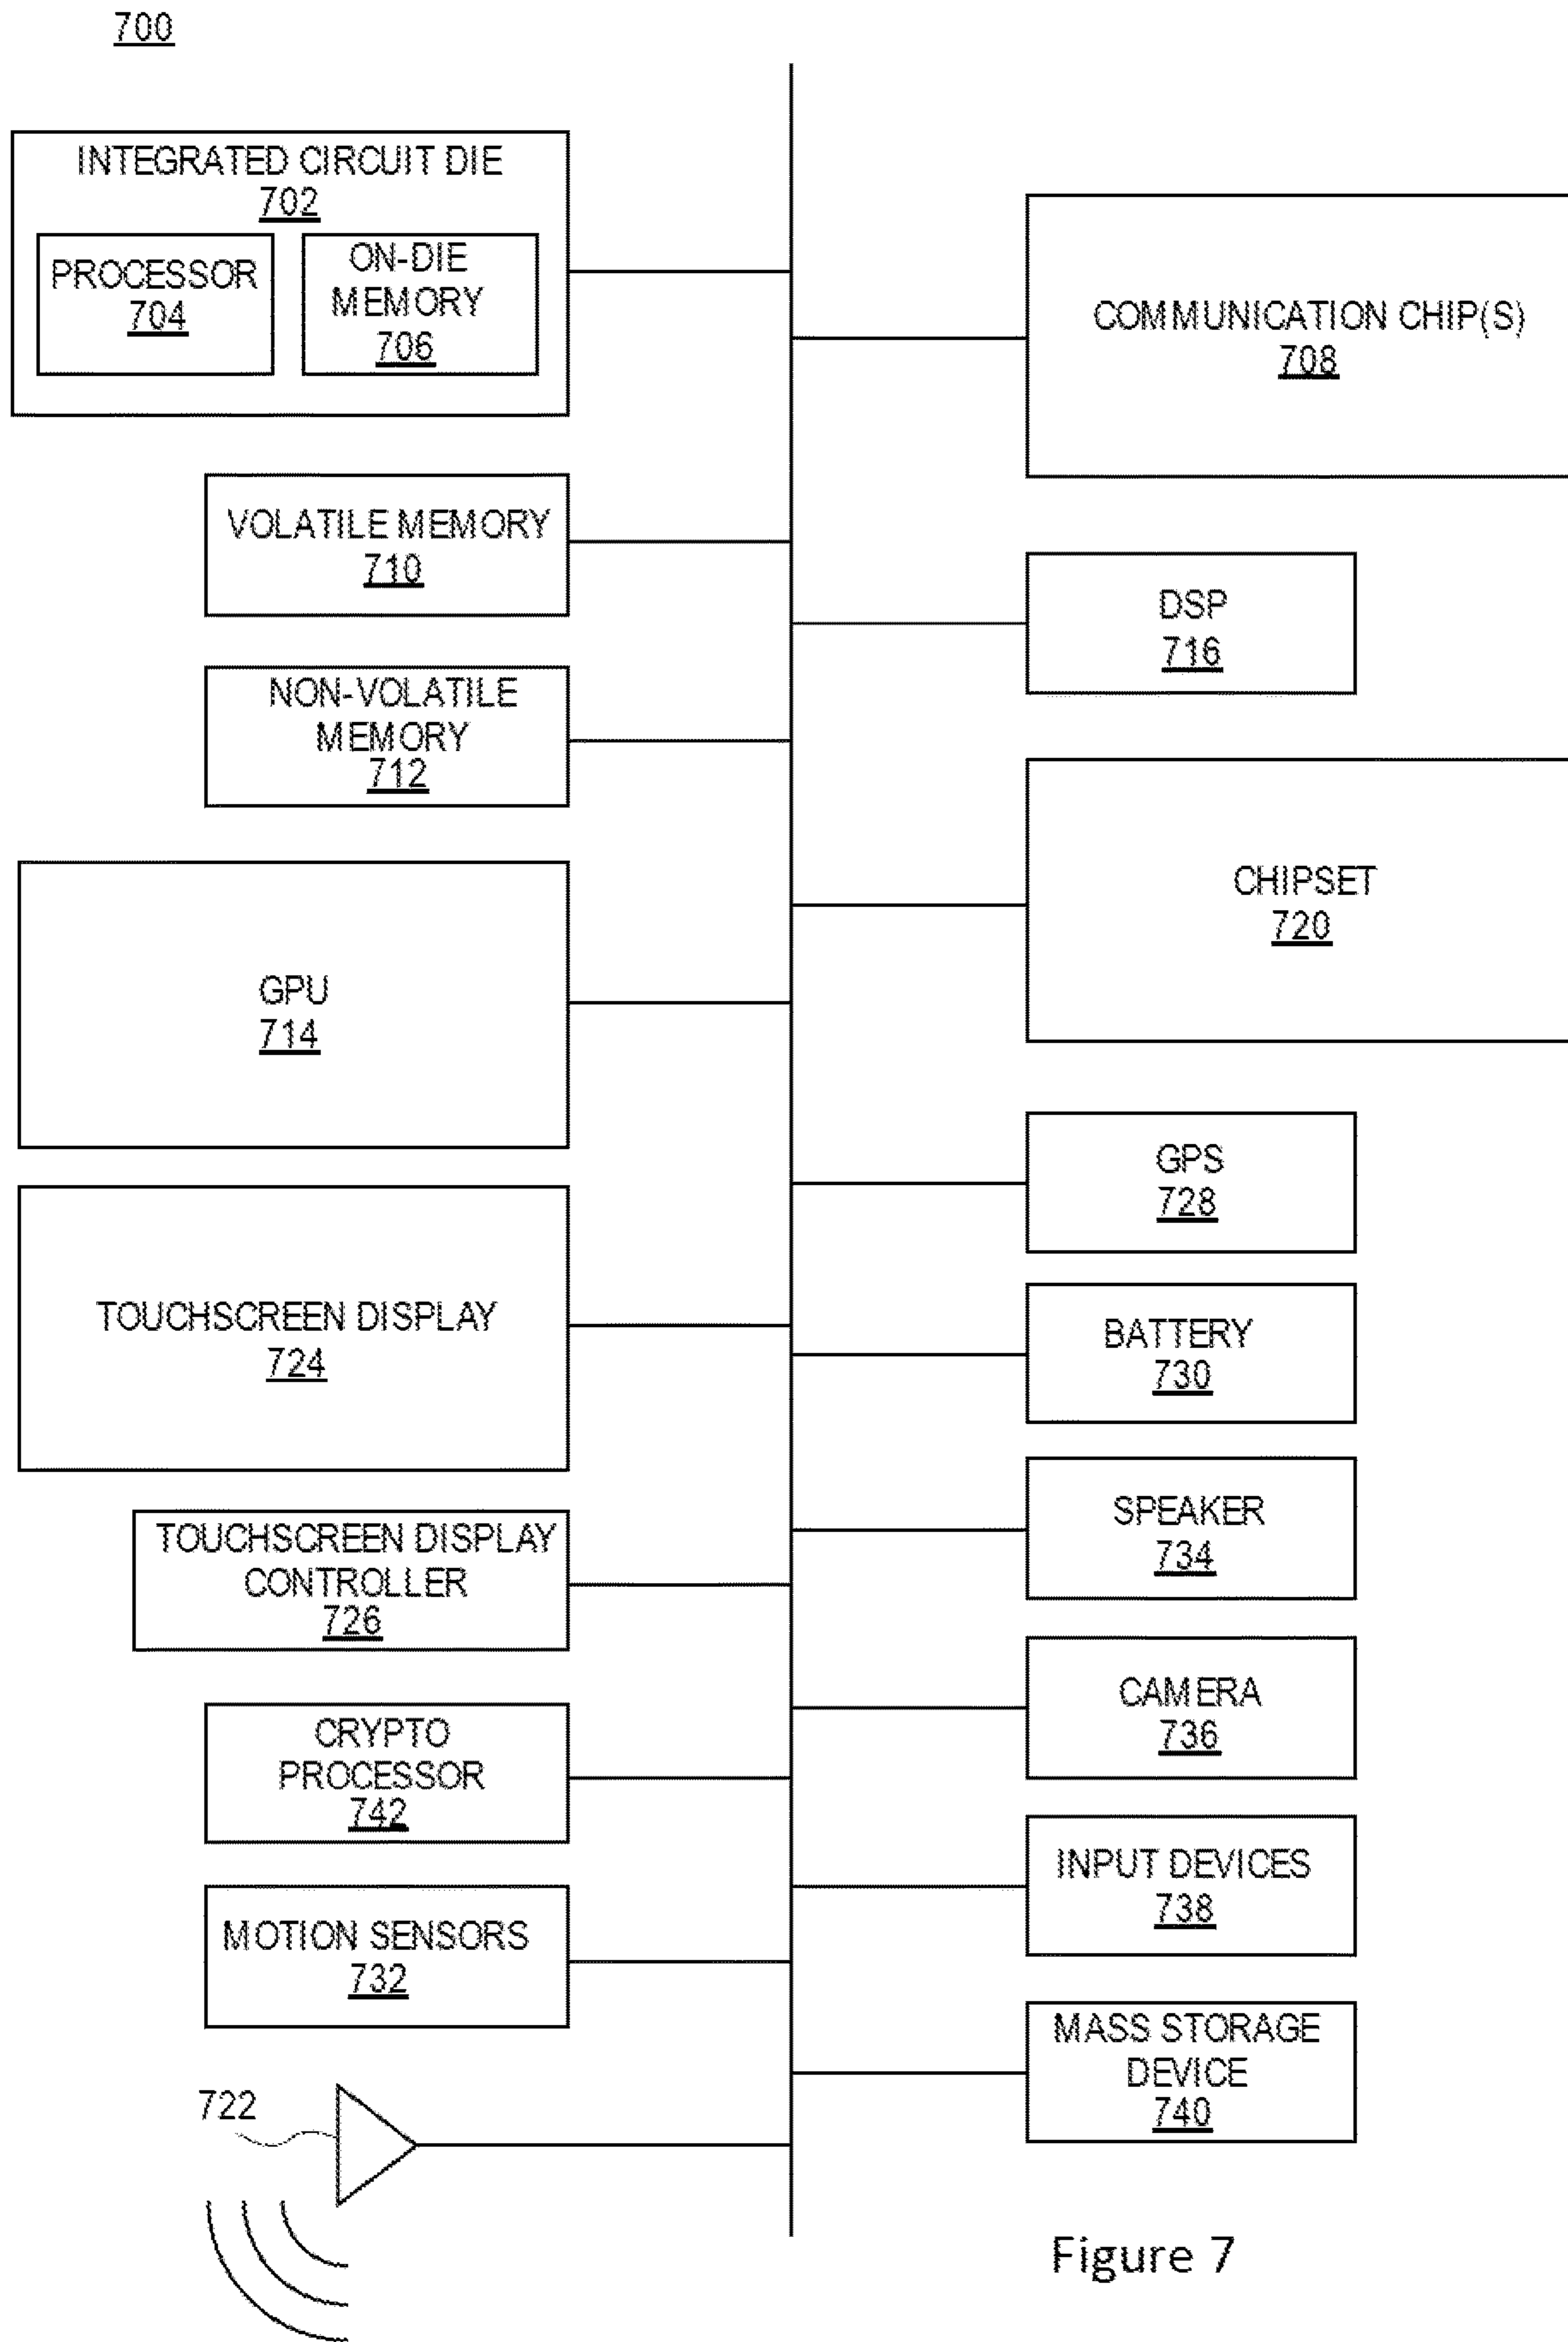 700
INTEGRATED CIRCUIT DIE
702
PROCESSOR
704
ON-DIE
MEMORY
706
VOLATILE MEMORY
710
NON-VOLATILE
MEMORY
712
GPU
714
TOUCHSCREEN DISPLAY
724
TOUCHSCREEN DISPLAY
CONTROLLER
726
CRYPTO
PROCESSOR
742
MOTION SENSORS
732
722
COMMUNICATION CHIP(S)
708
DSP
716
CHIPSET
720
GPS
728
BATTERY
730
SPEAKER
734
CAMERA
736
INPUT DEVICES
738
MASS STORAGE
DEVICE
740
Figure 7